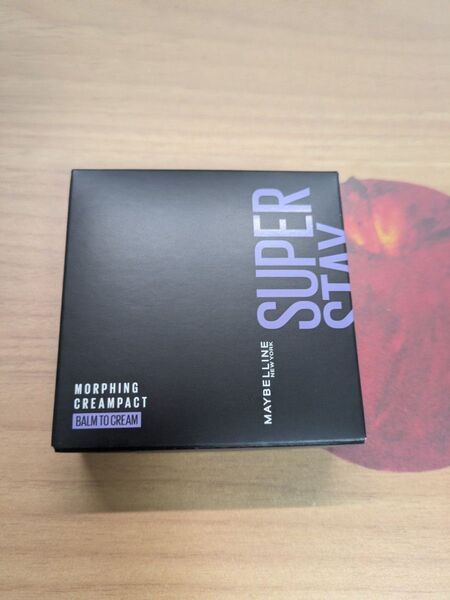 SUPER
STAY
MAYBELLINE
NEW YORK
MORPHING
CREAMPACT
BALM TO CREAM